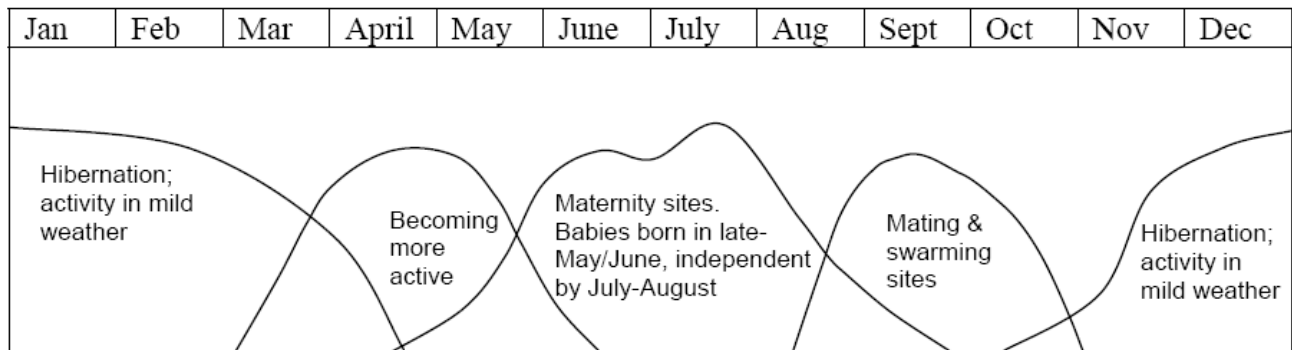 Jan Feb Mar April May June July Aug Sept Oct Nov Dec
Hibernation;
activity in mild
weather
Becoming
more
active
Maternity sites.
Babies born in late-
May/June, independent
by July-August
Mating &
swarming
sites
Hibernation;
activity in
mild weather